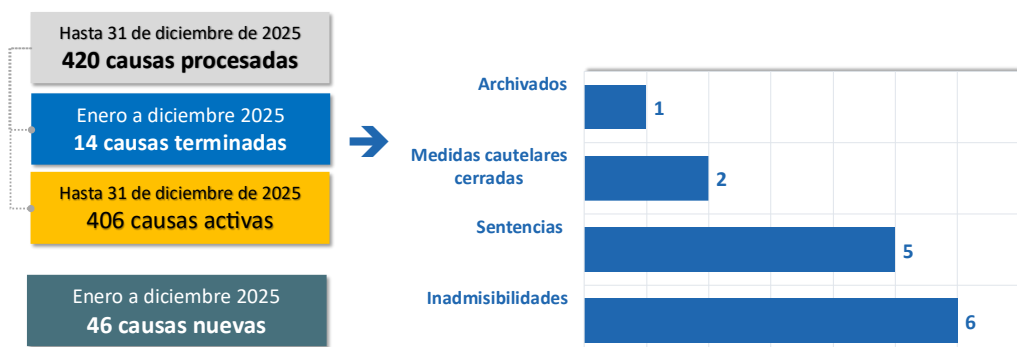 Hasta 31 de diciembre de 2025
420 causas procesadas
Enero a diciembre 2025
14 causas terminadas
Hasta 31 de diciembre de 2025
406 causas activas
Enero a diciembre 2025
46 causas nuevas
Archivados
1
Medidas cautelares
cerradas
2
Sentencias
5
Inadmisibilidades
6